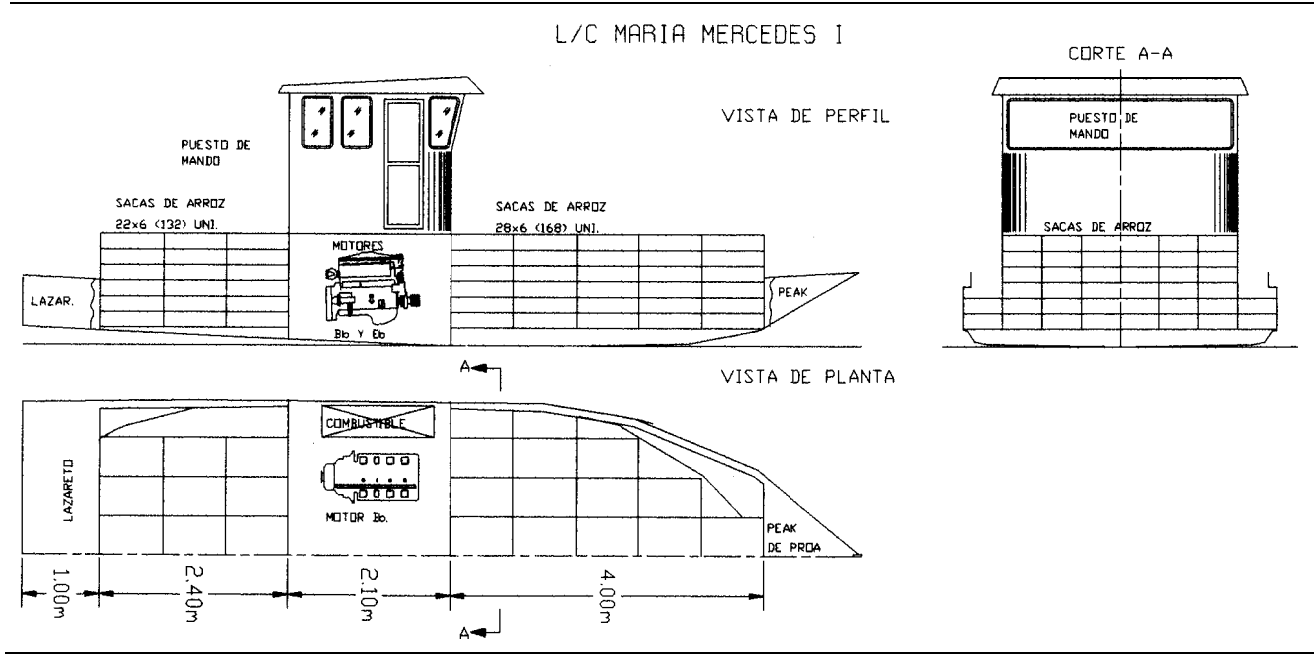 L/C MARIA MERCEDES I
CORTE A-A
VISTA DE PERFIL
PUESTO DE
MANDO
PUESTO DE
MANDO
SACAS DE ARROZ
22x6 (132) UNI.
SACAS DE ARROZ
28x6 (168) UNI.
SACAS DE ARROZ
MOTORES
LAZAR.
PEAK
Bb Y Eb
A
VISTA DE PLANTA
COMBUSTIBLE
LAZARETO
MOTOR Bb.
PEAK
DE PROA
1.00m
2.40m
2.10m
4.00m
A